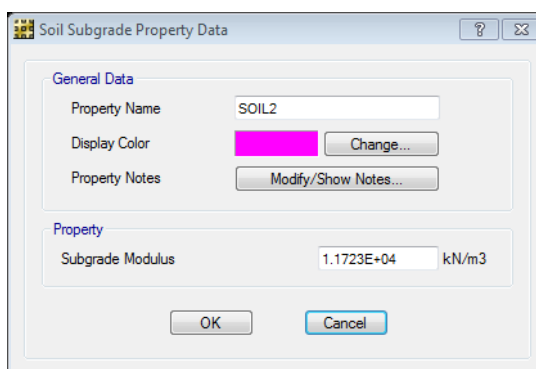 Soil Subgrade Property Data
General Data
Property Name SOIL2
Display Color Change...
Property Notes Modify/Show Notes...
Property
Subgrade Modulus 1.1723E+04 kN/m3
OK Cancel